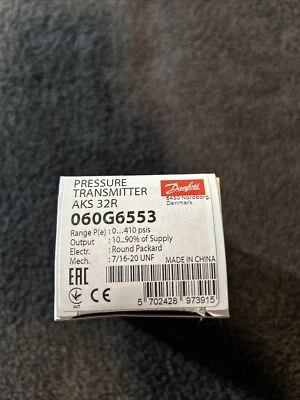 PRESSURE
TRANSMITTER
AKS 32R
Danfoss
6430 Nordborg,
Denmark
060G6553
Range P(e) : 0...410 psis
Output : 10...90% of Supply
Electr. : Round Packard
Mech. : 7/16-20 UNF
MADE IN CHINA
EAC
CE
5 702428 973915